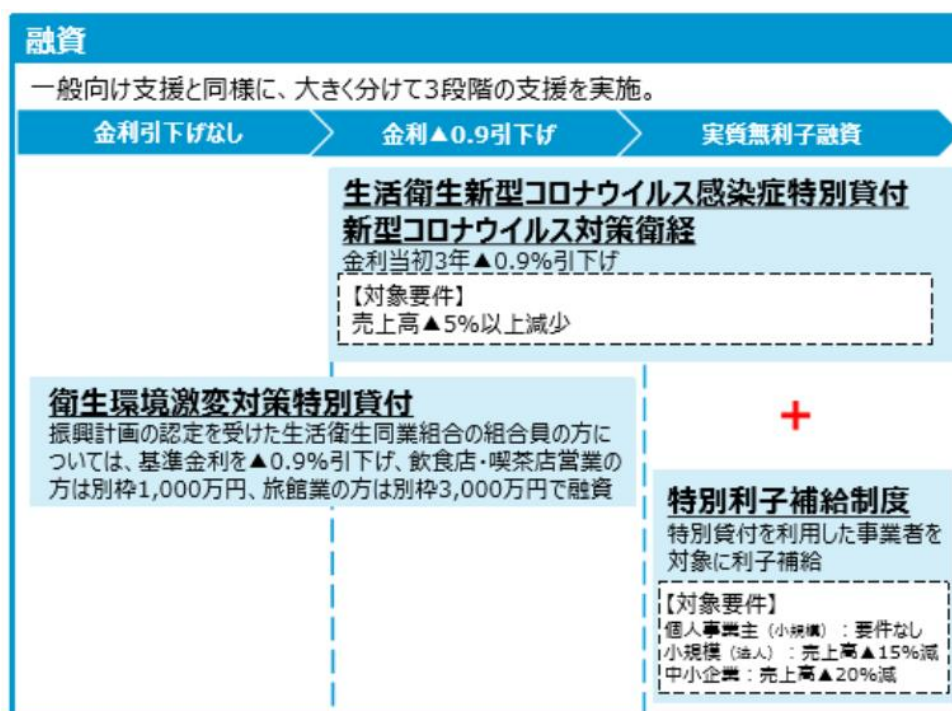 融資
一般向け支援と同様に、大きく分けて3段階の支援を実施。
金利引下げなし
金利▲0.9引下げ
実質無利子融資
生活衛生新型コロナウイルス感染症特別貸付
新型コロナウイルス対策衛経
金利当初3年▲0.9%引下げ
【対象要件】
売上高▲5%以上減少
衛生環境激変対策特別貸付
振興計画の認定を受けた生活衛生同業組合の組合員の方に
ついては、基準金利を▲0.9%引下げ、飲食店・喫茶店営業の
方は別枠1,000万円、旅館業の方は別枠3,000万円で融資
+
特別利子補給制度
特別貸付を利用した事業者を
対象に利子補給
【対象要件】
個人事業主（小規模）：要件なし
小規模（法人）：売上高▲15%減
中小企業：売上高▲20%減